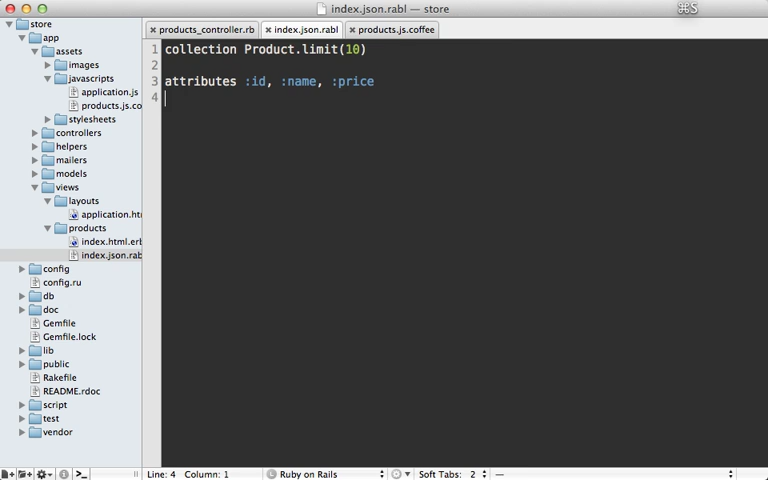 index.json.rabl — store
⌘S
store
app
assets
images
javascripts
application.js
products.js.co
stylesheets
controllers
helpers
mailers
models
views
layouts
application.htm
products
index.html.erb
index.json.rab
config
config.ru
db
doc
Gemfile
Gemfile.lock
lib
public
Rakefile
README.rdoc
script
test
vendor
products_controller.rb
index.json.rabl
products.js.coffee
1 collection Product.limit(10)
2
3 attributes :id, :name, :price
4
Line: 4 Column: 1 Ruby on Rails Soft Tabs: 2 —